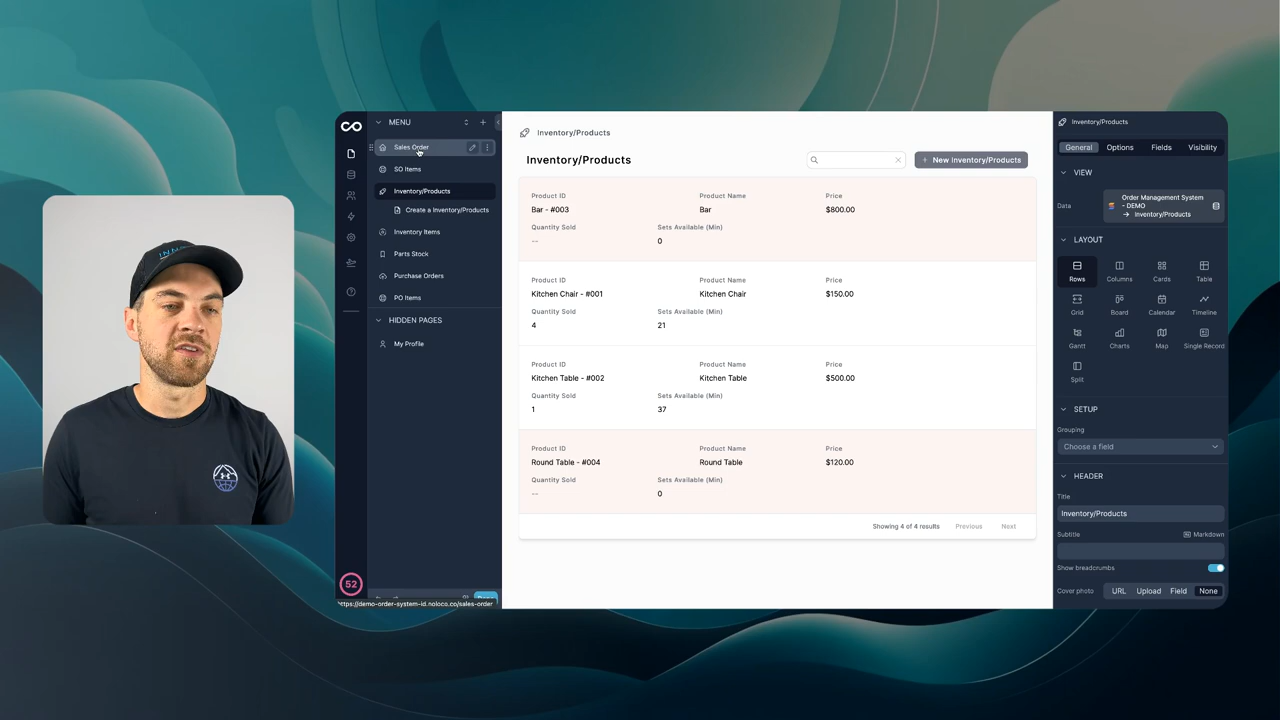 MENU
Sales Order
SO Items
Inventory/Products
Create a Inventory/Products
Inventory Items
Parts Stock
Purchase Orders
PO Items
HIDDEN PAGES
My Profile
52
https://demo-order-system-id.noloco.co/sales-order
Inventory/Products
Inventory/Products
+ New Inventory/Products
Product ID Product Name Price
Bar - #003 Bar $800.00
Quantity Sold Sets Available (Min)
-- 0
Product ID Product Name Price
Kitchen Chair - #001 Kitchen Chair $150.00
Quantity Sold Sets Available (Min)
4 21
Product ID Product Name Price
Kitchen Table - #002 Kitchen Table $500.00
Quantity Sold Sets Available (Min)
1 37
Product ID Product Name Price
Round Table - #004 Round Table $120.00
Quantity Sold Sets Available (Min)
-- 0
Showing 4 of 4 results Previous Next
Inventory/Products
General Options Fields Visibility
VIEW
Data
Order Management System
- DEMO
→ Inventory/Products
LAYOUT
Rows Columns Cards Table
Grid Board Calendar Timeline
Gantt Charts Map Single Record
Split
SETUP
Grouping
Choose a field
HEADER
Title
Inventory/Products
Subtitle Markdown
Show breadcrumbs
Cover photo URL Upload Field None